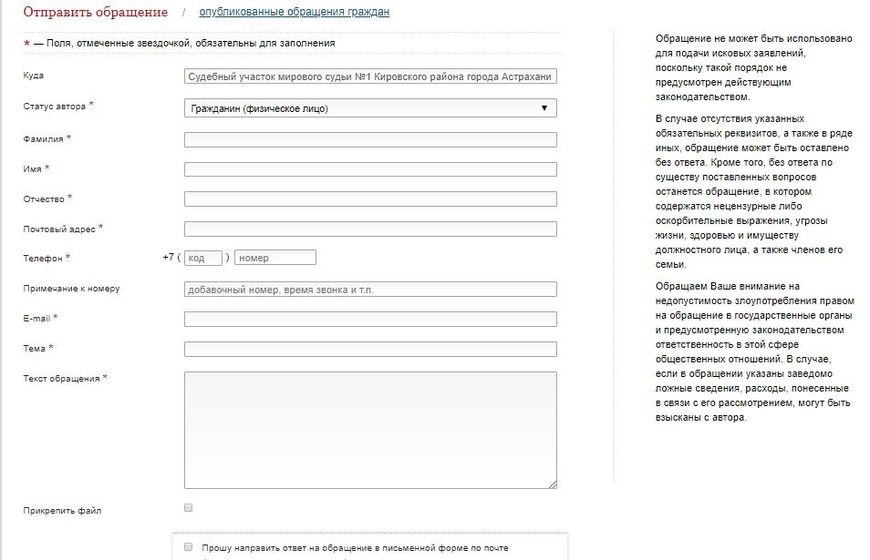 Отправить обращение / опубликованные обращения граждан
* — Поля, отмеченные звездочкой, обязательны для заполнения
Куда Судебный участок мирового судьи №1 Кировского района города Астрахани
Статус автора * Гражданин (физическое лицо) ▼
Фамилия *
Имя *
Отчество *
Почтовый адрес *
Телефон * +7 ( код ) номер
Примечание к номеру добавочный номер, время звонка и т.п.
E-mail *
Тема *
Текст обращения *
Прикрепить файл
Прошу направить ответ на обращение в письменной форме по почте
Обращение не может быть использовано
для подачи исковых заявлений,
поскольку такой порядок не
предусмотрен действующим
законодательством.
В случае отсутствия указанных
обязательных реквизитов, а также в ряде
иных, обращение может быть оставлено
без ответа. Кроме того, без ответа по
существу поставленных вопросов
останется обращение, в котором
содержатся нецензурные либо
оскорбительные выражения, угрозы
жизни, здоровью и имуществу
должностного лица, а также членов его
семьи.
Обращаем Ваше внимание на
недопустимость злоупотребления правом
на обращение в государственные органы
и предусмотренную законодательством
ответственность в этой сфере
общественных отношений. В случае,
если в обращении указаны заведомо
ложные сведения, расходы, понесенные
в связи с его рассмотрением, могут быть
взысканы с автора.